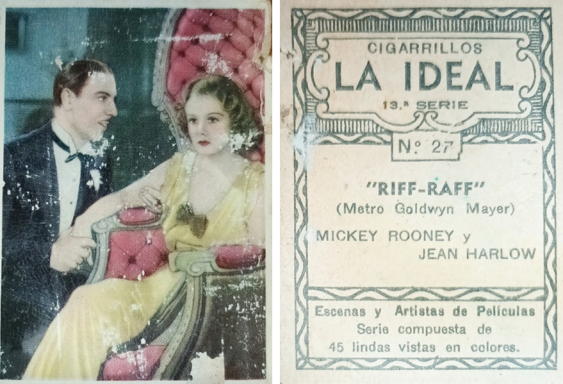 CIGARRILLOS
LA IDEAL
13.ª SERIE
Nº 27
"RIFF-RAFF"
(Metro Goldwyn Mayer)
MICKEY ROONEY y
JEAN HARLOW
Escenas y Artistas de Películas
Serie compuesta de
45 lindas vistas en colores.